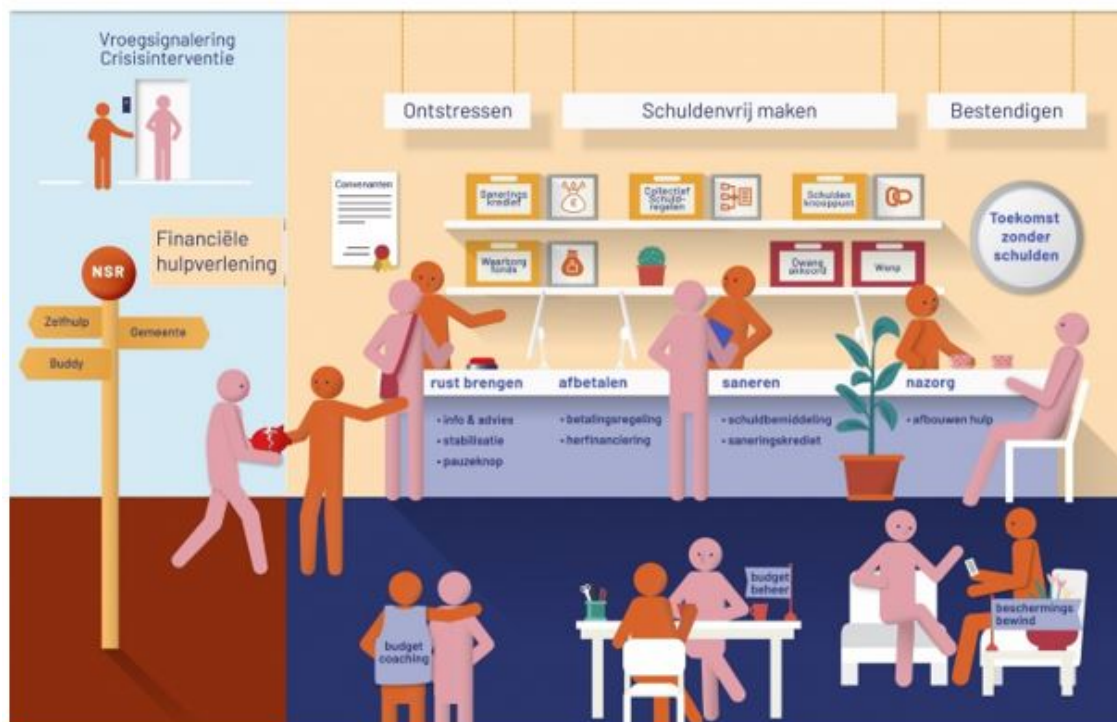 Vroegsignalering
Crisisinterventie
Ontstressen
Schuldenvrij maken
Bestendigen
Convenanten
Sanerings
krediet
Collectief
Schuld-
regelen
Schulden
knooppunt
Waarborg
fonds
Dwang
akkoord
Wsnp
Toekomst
zonder
schulden
Financiële
hulpverlening
NSR
Zelfhulp
Gemeente
Buddy
rust brengen
• info & advies
• stabilisatie
• pauzeknop
afbetalen
• betalingsregeling
• herfinanciering
saneren
• schuldbemiddeling
• saneringskrediet
nazorg
• afbouwen hulp
budget
coaching
budget
beheer
beschermings
bewind